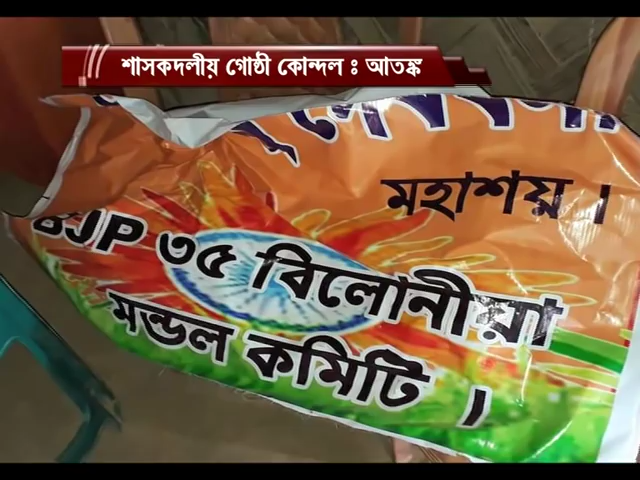 শাসকদলীয় গোষ্ঠী কোন্দল ঃ আতঙ্ক
মহাশয় ।
BJP ৩৫ বিলোনীয়া
মন্ডল কমিটি ।